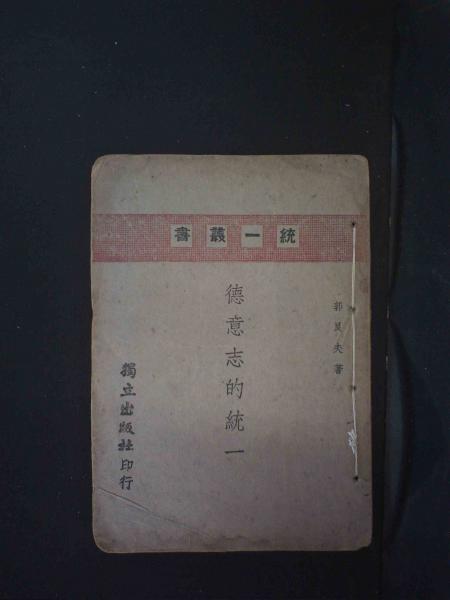 統一叢書
郭艮夫著
德意志的統一
獨立出版社印行